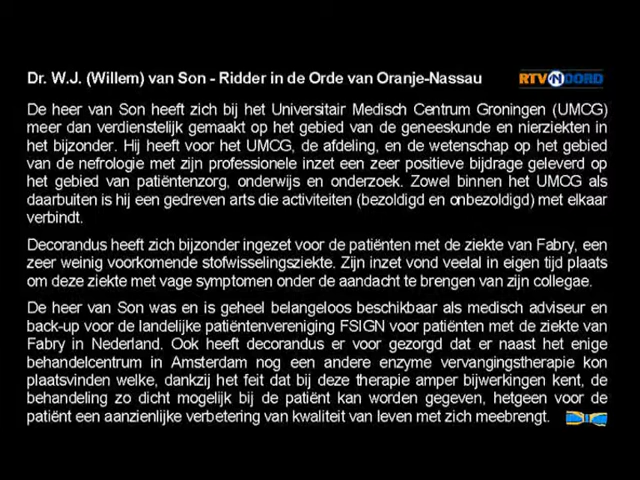 Dr. W.J. (Willem) van Son - Ridder in de Orde van Oranje-Nassau
RTV NOORD
De heer van Son heeft zich bij het Universitair Medisch Centrum Groningen (UMCG)
meer dan verdienstelijk gemaakt op het gebied van de geneeskunde en nierziekten in
het bijzonder. Hij heeft voor het UMCG, de afdeling, en de wetenschap op het gebied
van de nefrologie met zijn professionele inzet een zeer positieve bijdrage geleverd op
het gebied van patiëntenzorg, onderwijs en onderzoek. Zowel binnen het UMCG als
daarbuiten is hij een gedreven arts die activiteiten (bezoldigd en onbezoldigd) met elkaar
verbindt.
Decorandus heeft zich bijzonder ingezet voor de patiënten met de ziekte van Fabry, een
zeer weinig voorkomende stofwisselingsziekte. Zijn inzet vond veelal in eigen tijd plaats
om deze ziekte met vage symptomen onder de aandacht te brengen van zijn collegae.
De heer van Son was en is geheel belangeloos beschikbaar als medisch adviseur en
back-up voor de landelijke patiëntenvereniging FSIGN voor patiënten met de ziekte van
Fabry in Nederland. Ook heeft decorandus er voor gezorgd dat er naast het enige
behandelcentrum in Amsterdam nog een andere enzyme vervangingstherapie kon
plaatsvinden welke, dankzij het feit dat bij deze therapie amper bijwerkingen kent, de
behandeling zo dicht mogelijk bij de patiënt kan worden gegeven, hetgeen voor de
patiënt een aanzienlijke verbetering van kwaliteit van leven met zich meebrengt.